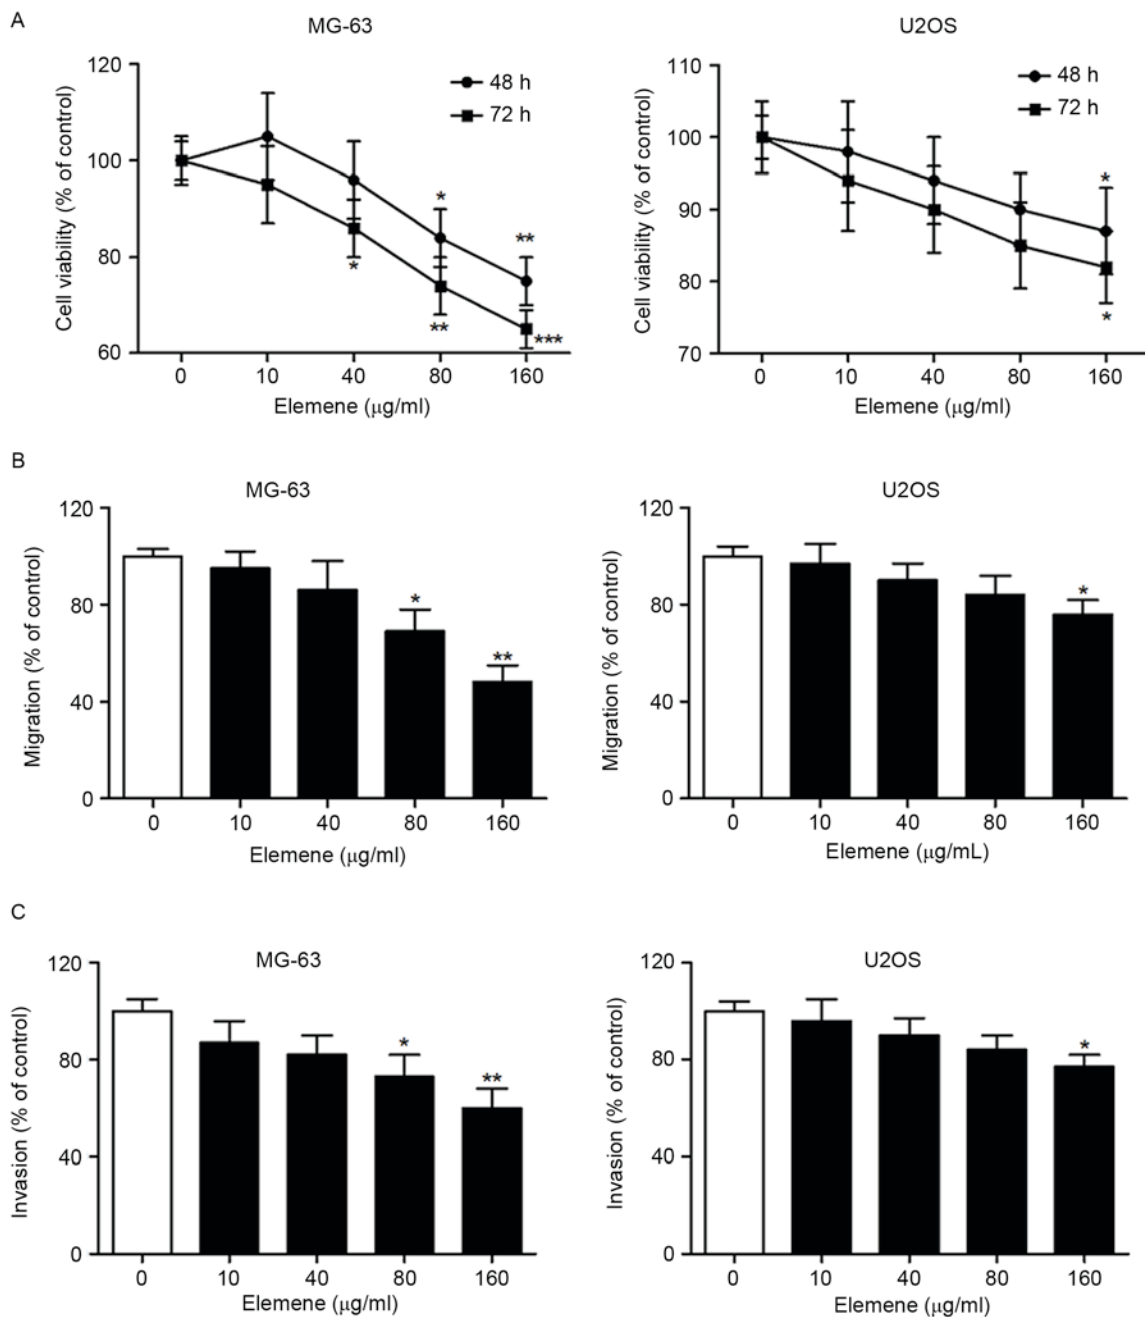 A
MG-63
U2OS
120
100
80
60
Cell viability (% of control)
48 h
72 h
*
**
*
**
***
0 10 40 80 160
Elemene (μg/ml)
110
100
90
80
70
Cell viability (% of control)
48 h
72 h
*
*
0 10 40 80 160
Elemene (μg/ml)
B
MG-63
120
80
40
0
Migration (% of control)
*
**
0 10 40 80 160
Elemene (μg/ml)
U2OS
120
80
40
0
Migration (% of control)
*
0 10 40 80 160
Elemene (μg/mL)
C
MG-63
120
80
40
0
Invasion (% of control)
*
**
0 10 40 80 160
Elemene (μg/ml)
U2OS
120
80
40
0
Invasion (% of control)
*
0 10 40 80 160
Elemene (μg/ml)